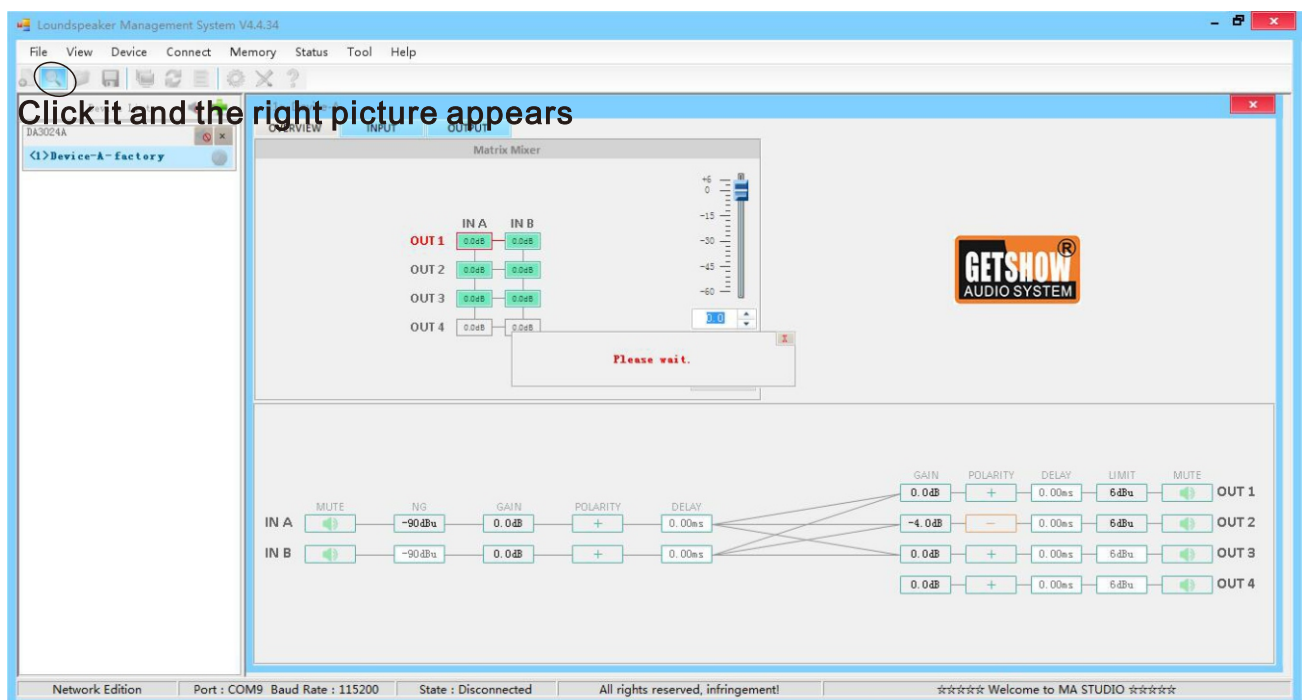 Loundspeaker Management System V4.4.34
File View Device Connect Memory Status Tool Help
Click it and the right picture appears
DA3024A
<1>Device-A-factory
OVERVIEW INPUT OUTPUT
Matrix Mixer
+6
0
-15
-30
-45
-60
IN A IN B
OUT 1 0.0dB 0.0dB
OUT 2 0.0dB 0.0dB
OUT 3 0.0dB 0.0dB
OUT 4 0.0dB 0.0dB
0.0
Please wait.
GETSHOW ®
AUDIO SYSTEM
MUTE NG GAIN POLARITY DELAY
IN A -90dBu 0.0dB + 0.00ms
IN B -90dBu 0.0dB + 0.00ms
GAIN POLARITY DELAY LIMIT MUTE
0.0dB + 0.00ms 6dBu OUT 1
-4.0dB - 0.00ms 6dBu OUT 2
0.0dB + 0.00ms 6dBu OUT 3
0.0dB + 0.00ms 6dBu OUT 4
Network Edition Port : COM9 Baud Rate : 115200 State : Disconnected All rights reserved, infringement! ☆☆☆☆☆ Welcome to MA STUDIO ☆☆☆☆☆